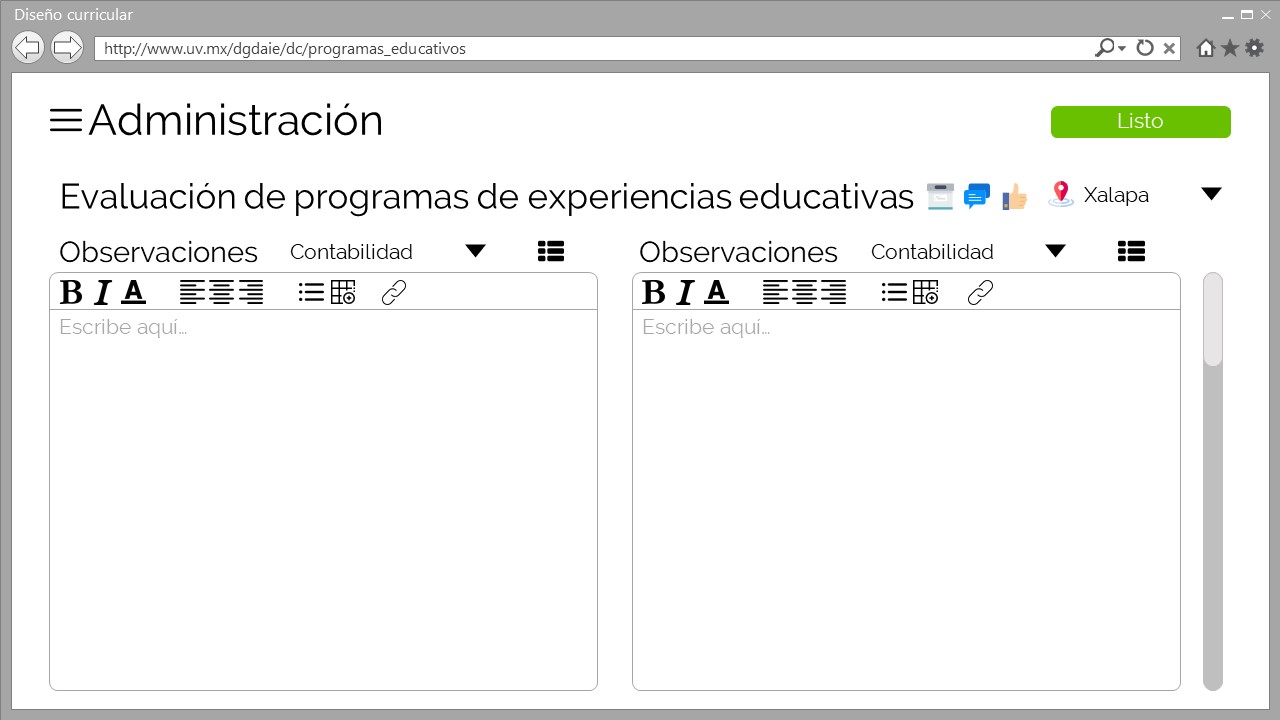 Diseño curricular
http://www.uv.mx/dgdaie/dc/programas_educativos
Administración
Listo
Evaluación de programas de experiencias educativas
Xalapa
Observaciones Contabilidad
Observaciones Contabilidad
B I A
B I A
Escribe aquí...
Escribe aquí...